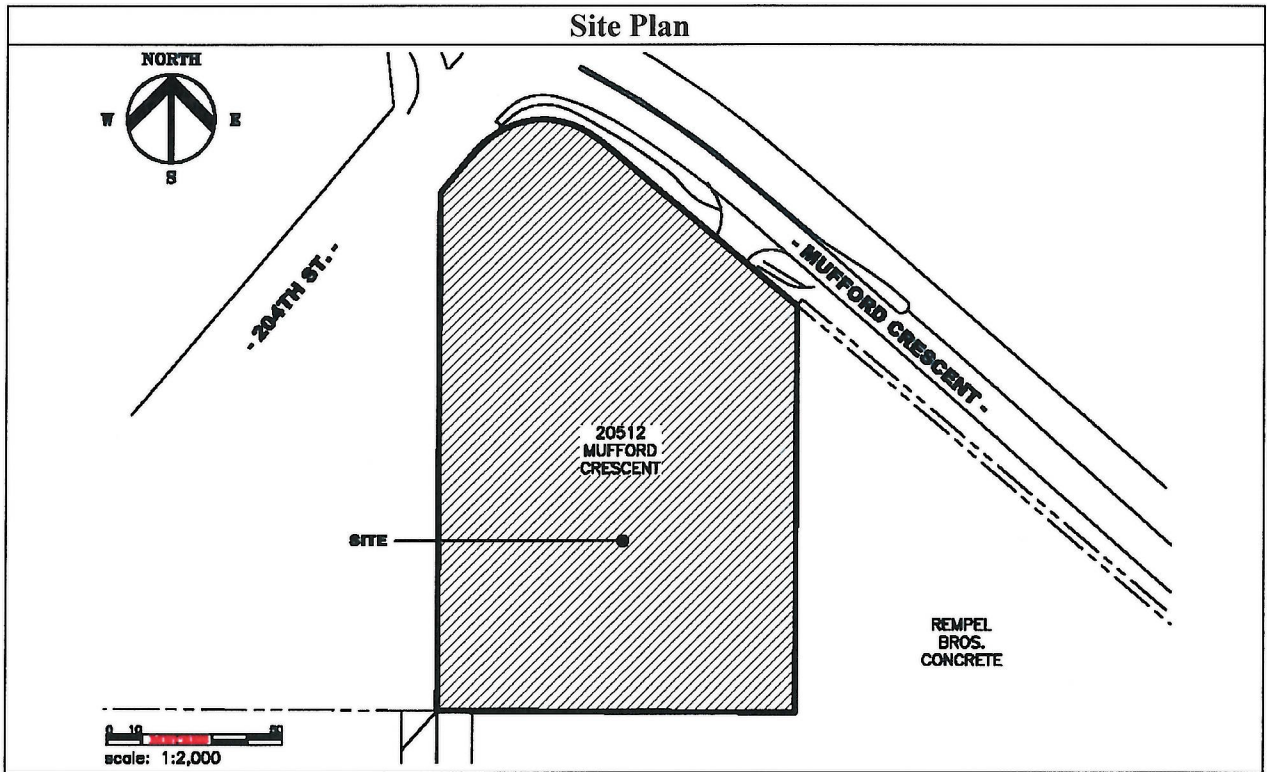 Site Plan
NORTH
W E
S
- 204TH ST. -
- MUFFORD CRESCENT -
20512
MUFFORD
CRESCENT
SITE
REMPEL
BROS.
CONCRETE
0 10
scale: 1:2,000